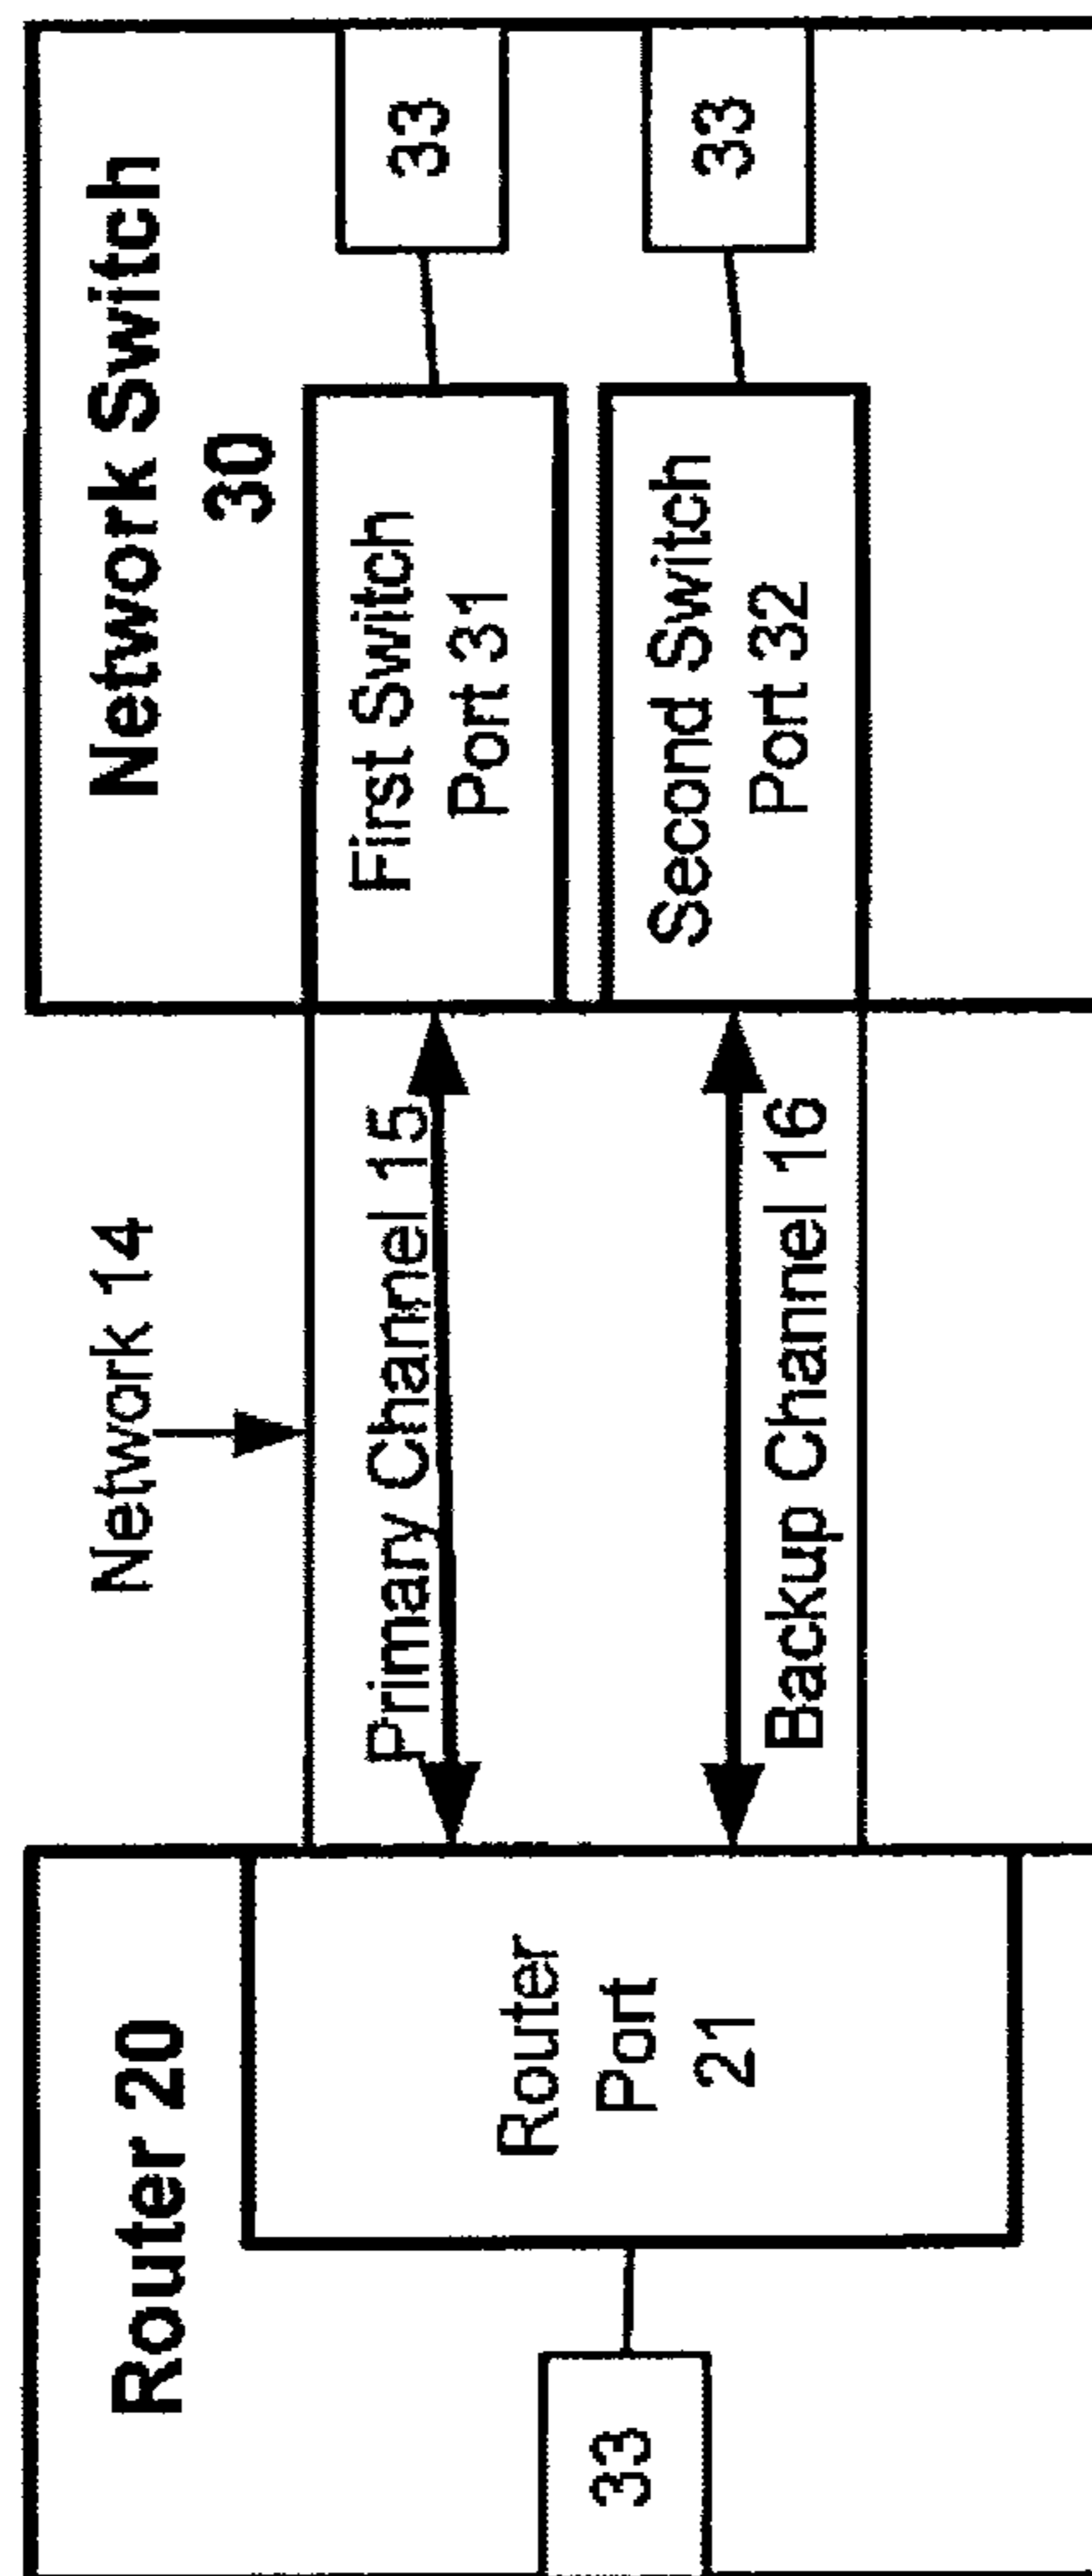 Router 20
Router
Port
21
33
Network 14
Primary Channel 15
Backup Channel 16
Network Switch
30
First Switch
Port 31
Second Switch
Port 32
33
33